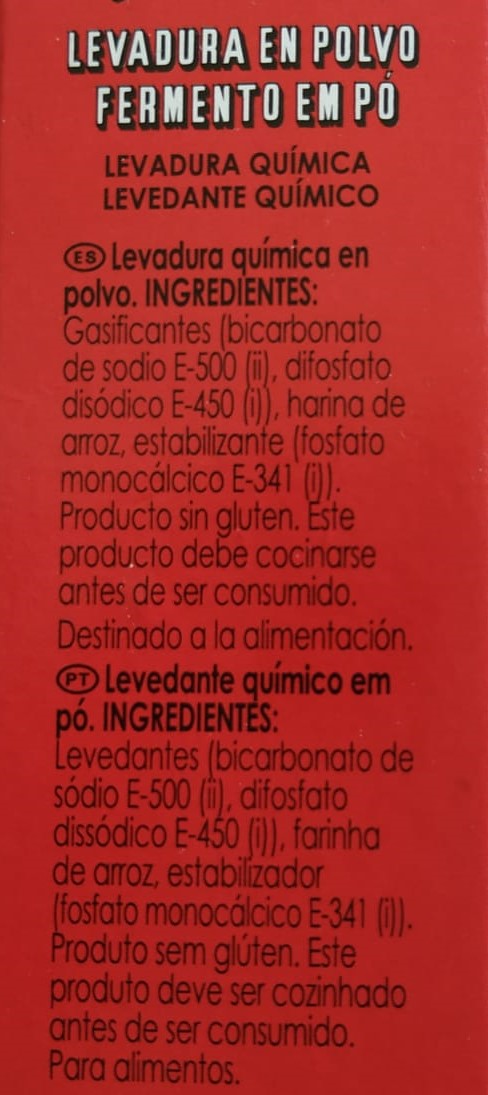 LEVADURA EN POLVO
FERMENTO EM PÓ
LEVADURA QUÍMICA
LEVEDANTE QUÍMICO
ES Levadura química en
polvo. INGREDIENTES:
Gasificantes (bicarbonato
de sodio E-500 (ii), difosfato
disódico E-450 (i)), harina de
arroz, estabilizante (fosfato
monocálcico E-341 (i)).
Producto sin gluten. Este
producto debe cocinarse
antes de ser consumido.
Destinado a la alimentación.
PT Levedante químico em
pó. INGREDIENTES:
Levedantes (bicarbonato de
sódio E-500 (ii), difosfato
dissódico E-450 (i)), farinha
de arroz, estabilizador
(fosfato monocálcico E-341 (i)).
Produto sem glúten. Este
produto deve ser cozinhado
antes de ser consumido.
Para alimentos.